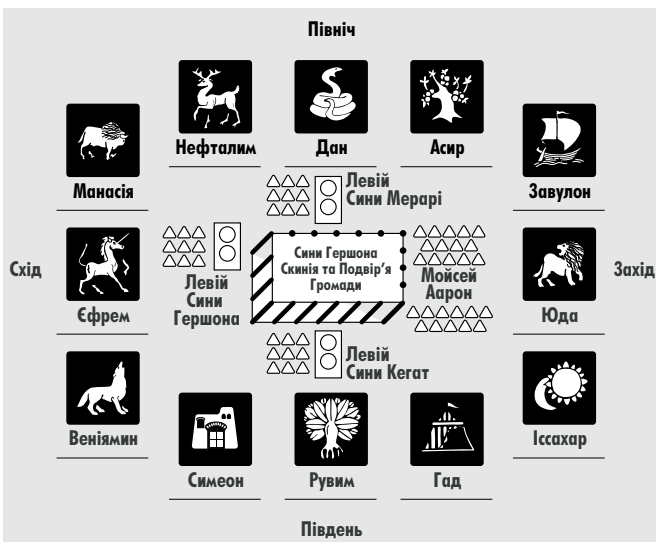 Північ
Нефталим
Дан
Асир
Манасія
Завулон
Левій
Сини Мерарі
Схід
Єфрем
Левій
Сини
Гершона
Сини Гершона
Скинія та Подвір’я
Громади
Мойсей
Аарон
Юда
Захід
Левій
Сини Кегат
Веніямин
Іссахар
Симеон
Рувим
Гад
Південь